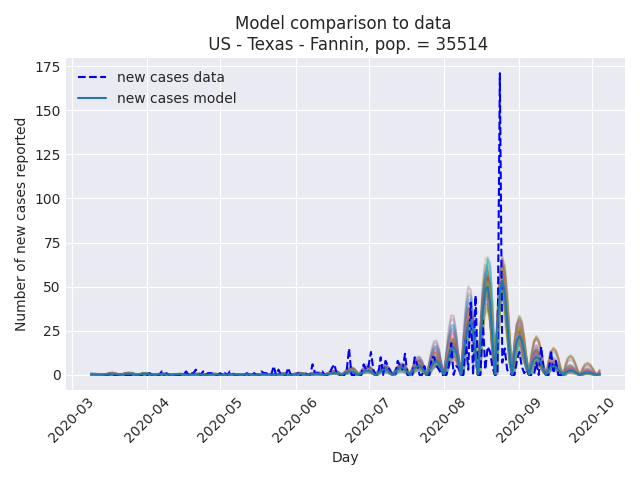 Model comparison to data
US - Texas - Fannin, pop. = 35514
new cases data
new cases model
Number of new cases reported
175
150
125
100
75
50
25
0
2020-03
2020-04
2020-05
2020-06
2020-07
2020-08
2020-09
2020-10
Day